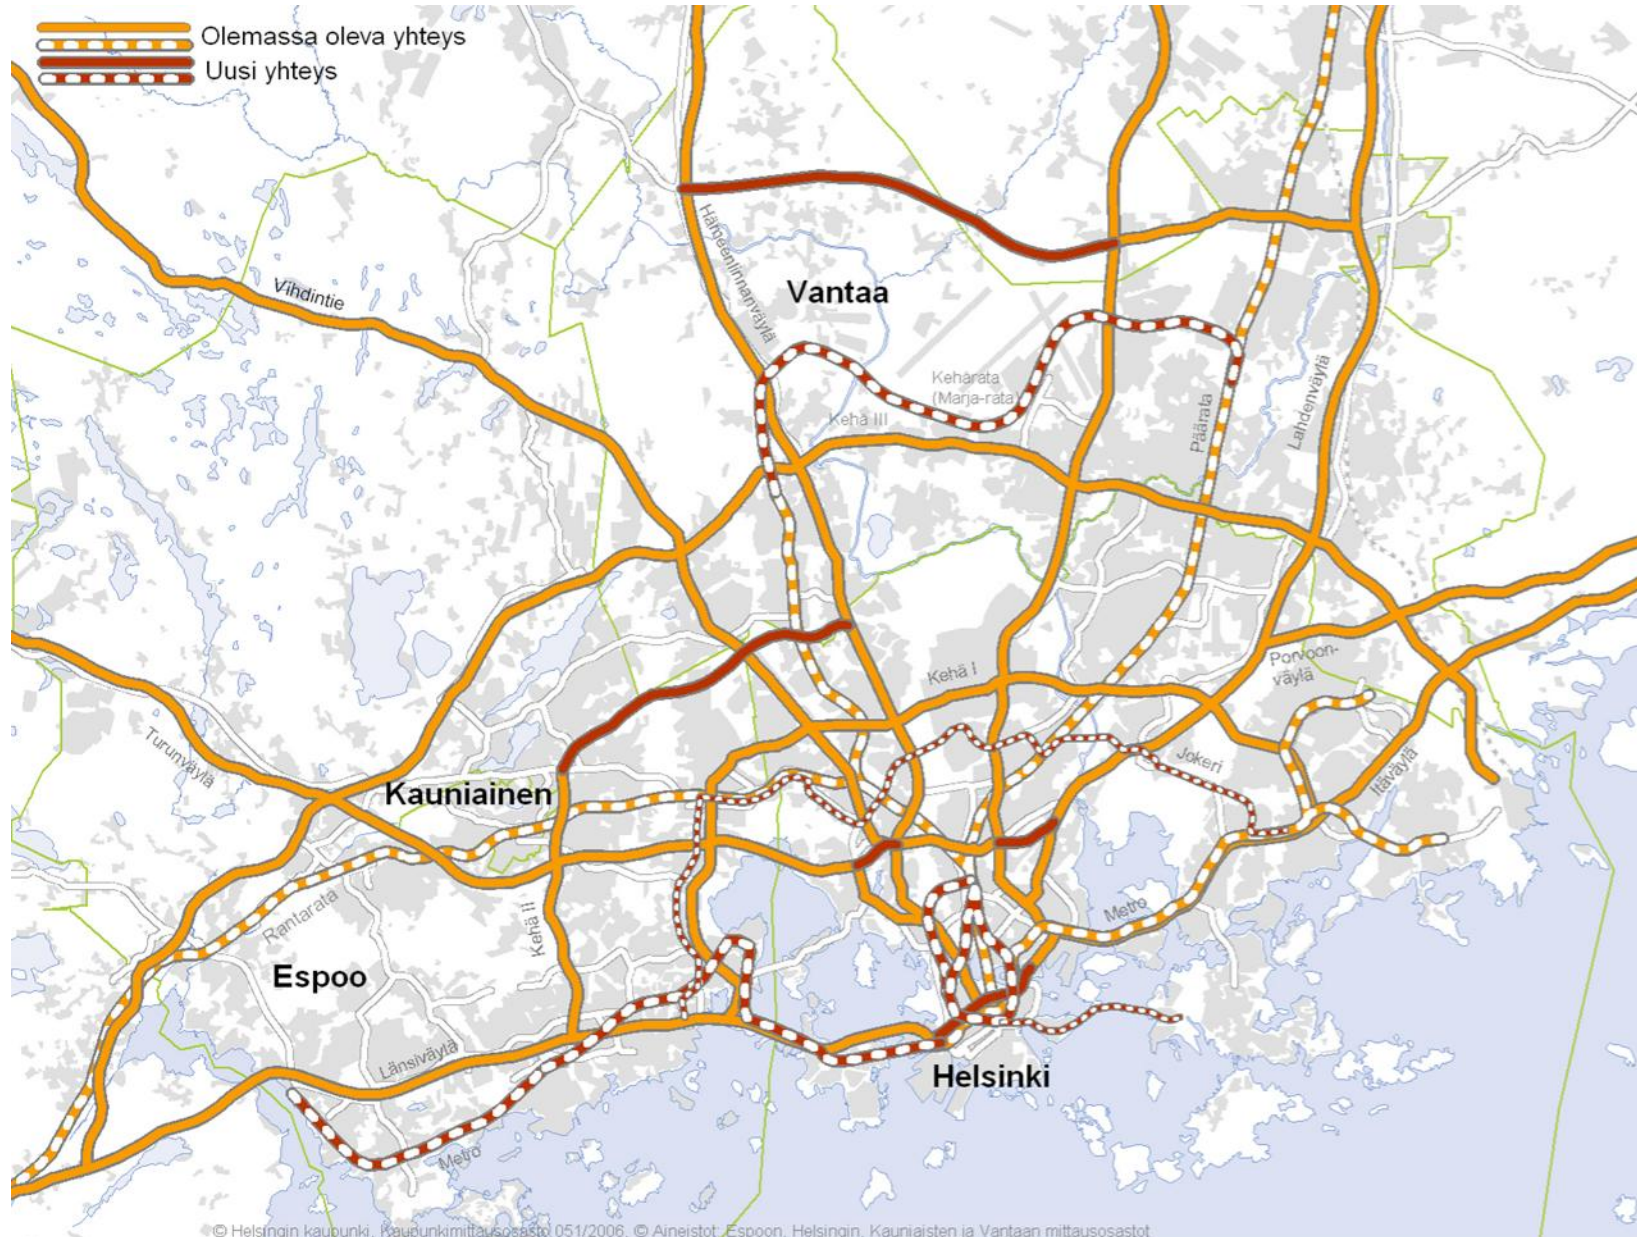 Olemassa oleva yhteys
Uusi yhteys
Vihdintie
Hämeenlinnanväylä
Vantaa
Kehärata
(Marja-rata)
Kehä III
Päärata
Lahdenväylä
Kehä I
Porvoon-
väylä
Turunväylä
Kauniainen
Jokeri
Itäväylä
Rantarata
Kehä II
Metro
Espoo
Länsiväylä
Helsinki
Metro
© Helsingin kaupunki, Kaupunkimittausosasto 051/2006, © Aineistot: Espoon, Helsingin, Kauniaisten ja Vantaan mittausosastot